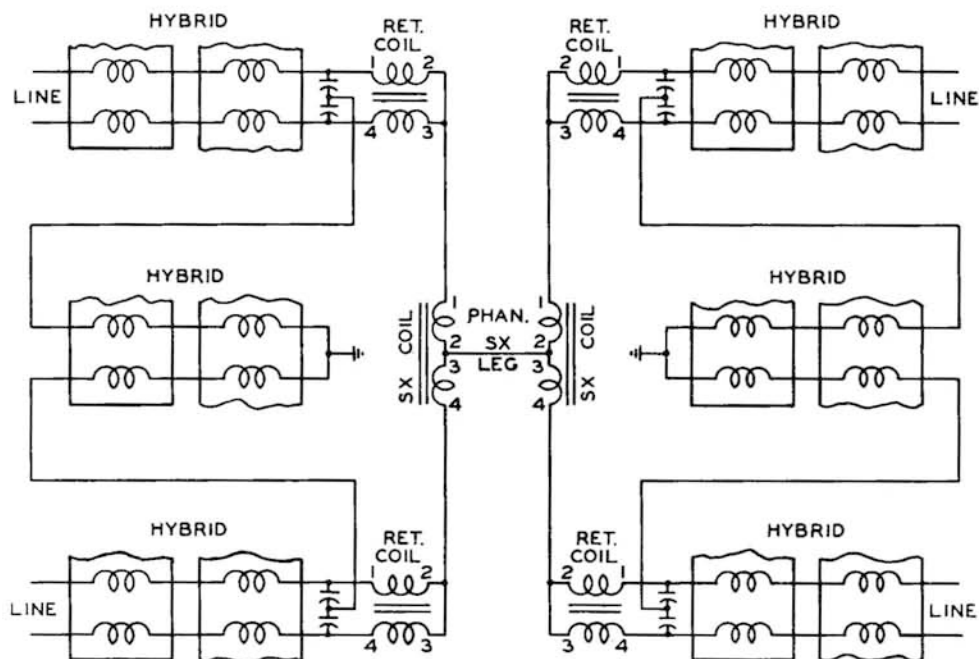 HYBRID
RET. COIL
RET. COIL
HYBRID
1 2
2 1
LINE
LINE
4 3
3 4
HYBRID
HYBRID
SX COIL
1
PHAN.
1
SX COIL
2
SX
2
3
LEG
3
4
4
HYBRID
RET. COIL
RET. COIL
HYBRID
1 2
2 1
LINE
LINE
4 3
3 4